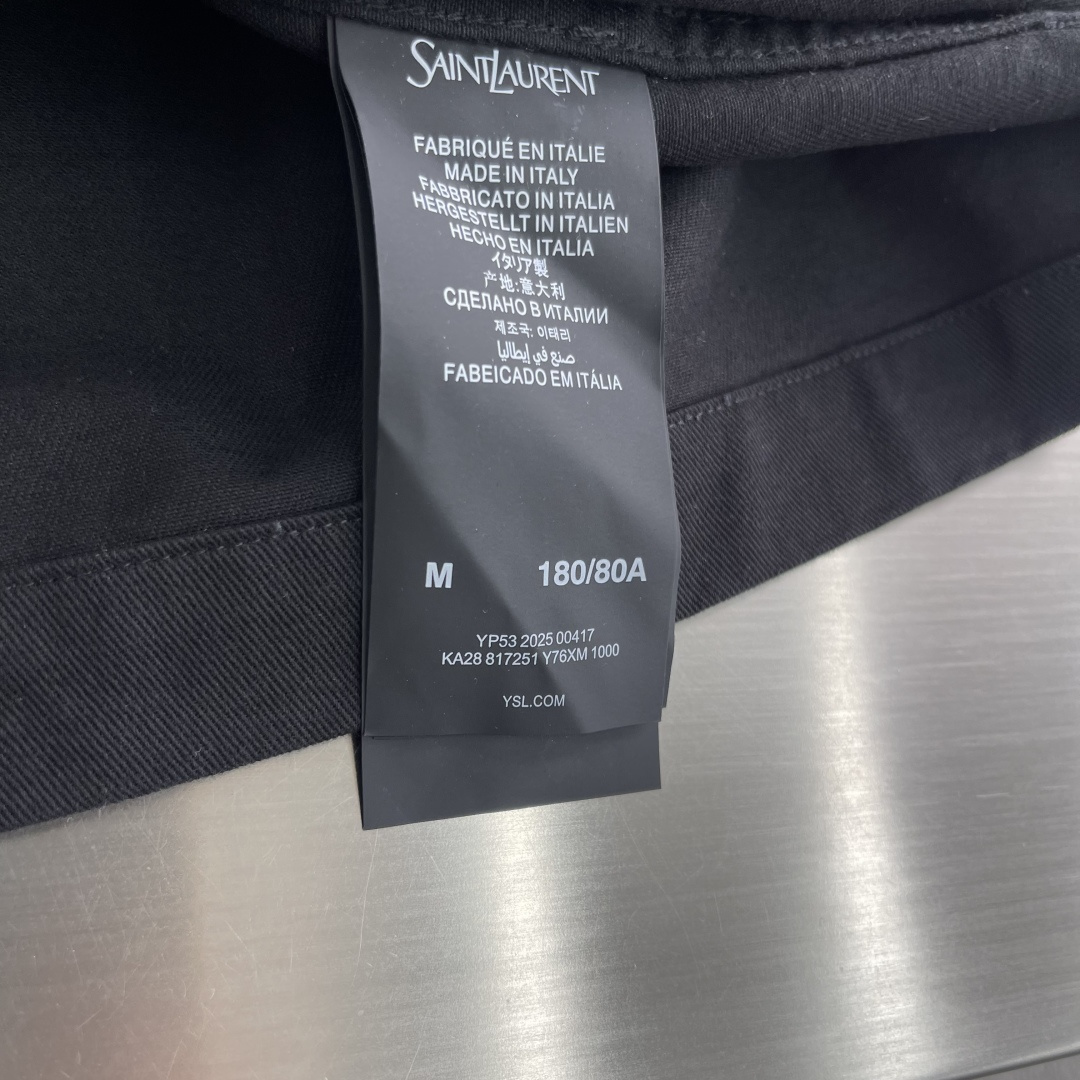 SAINT LAURENT
FABRIQUÉ EN ITALIE
MADE IN ITALY
FABBRICATO IN ITALIA
HERGESTELLT IN ITALIEN
HECHO EN ITALÍA
イタリア製
产地:意大利
СДЕЛАНО В ИТАЛИИ
제조국: 이태리
صنع في إيطاليا
FABEICADO EM ITÁLIA
M 180/80A
YP53 2025 00417
KA28 817251 Y76XM 1000
YSL.COM